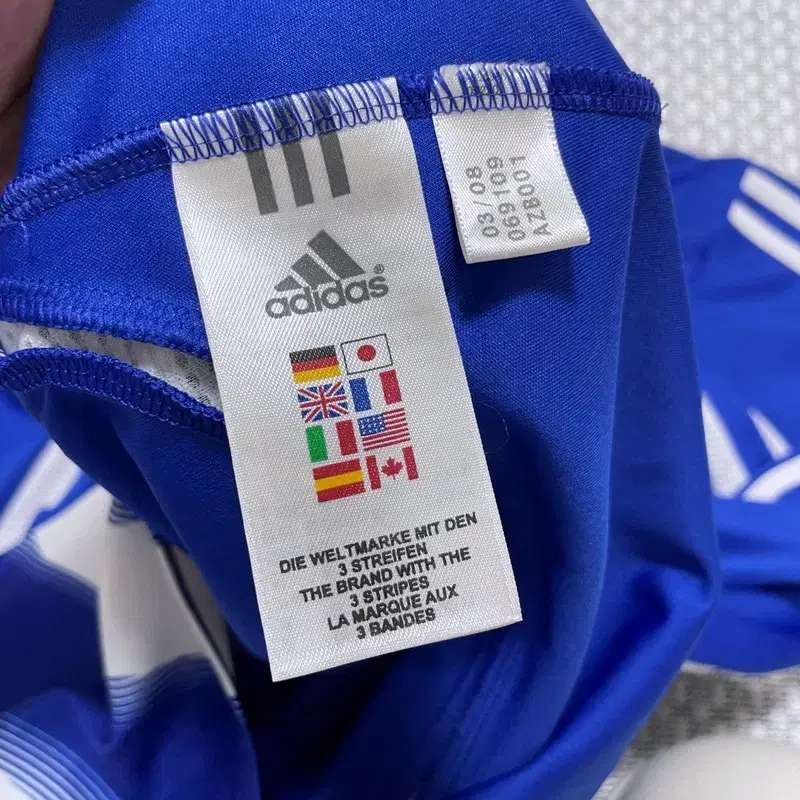 adidas®
DIE WELTMARKE MIT DEN
3 STREIFEN
THE BRAND WITH THE
3 STRIPES
LA MARQUE AUX
3 BANDES
03/08
069109
AZB001